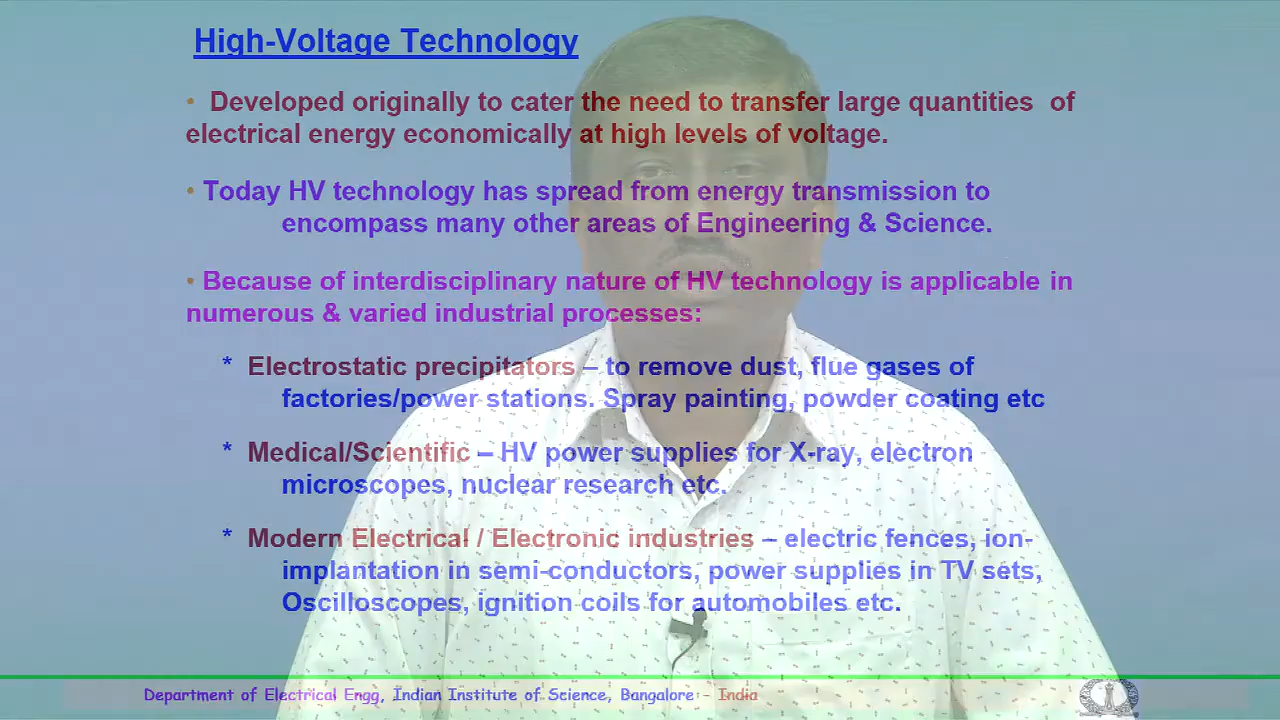 High-Voltage Technology
• Developed originally to cater the need to transfer large quantities of
electrical energy economically at high levels of voltage.
• Today HV technology has spread from energy transmission to
encompass many other areas of Engineering & Science.
• Because of interdisciplinary nature of HV technology is applicable in
numerous & varied industrial processes:
* Electrostatic precipitators – to remove dust, flue gases of
factories/power stations. Spray painting, powder coating etc
* Medical/Scientific – HV power supplies for X-ray, electron
microscopes, nuclear research etc.
* Modern Electrical / Electronic industries – electric fences, ion-
implantation in semi-conductors, power supplies in TV sets,
Oscilloscopes, ignition coils for automobiles etc.
Department of Electrical Engg, Indian Institute of Science, Bangalore - India